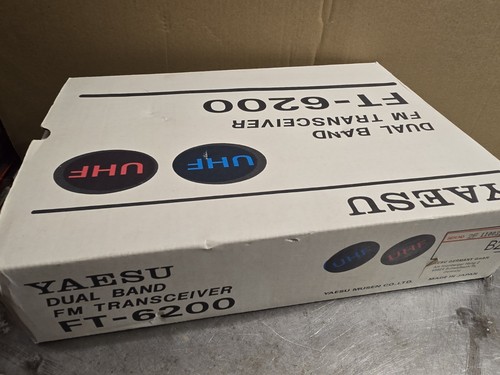 YAESU
DUAL BAND
FM TRANSCEIVER
FT-6200
UHF
UHF
YAESU
DUAL BAND
FM TRANSCEIVER
FT-6200
UHF
UHF
YAESU MUSEN CO.,LTD.
MADE IN JAPAN